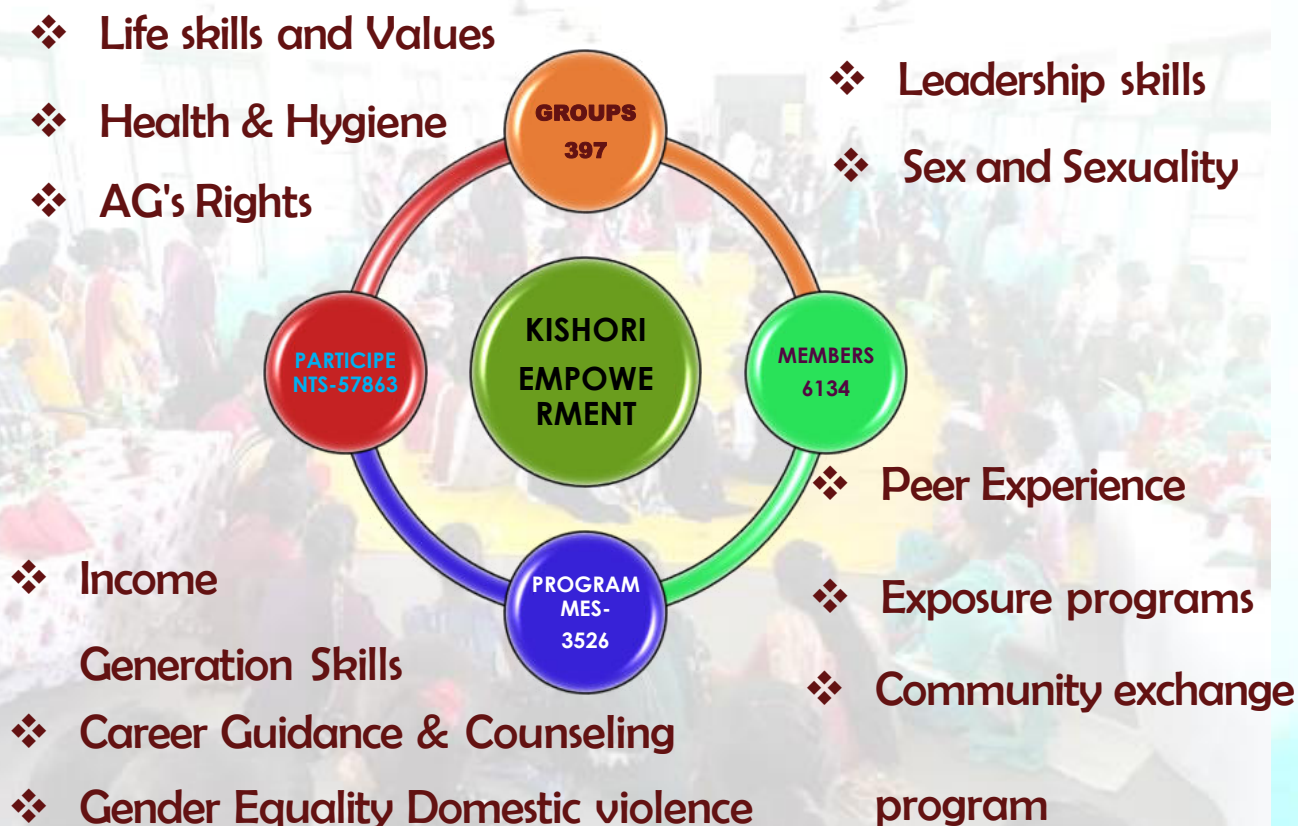 ❖ Life skills and Values
❖ Health & Hygiene
❖ AG's Rights
❖ Leadership skills
❖ Sex and Sexuality
GROUPS
397
PARTICIPE
NTS-57863
KISHORI
EMPOWE
RMENT
MEMBERS
6134
PROGRAM
MES-
3526
❖ Income
Generation Skills
❖ Career Guidance & Counseling
❖ Gender Equality Domestic violence
❖ Peer Experience
❖ Exposure programs
❖ Community exchange
program